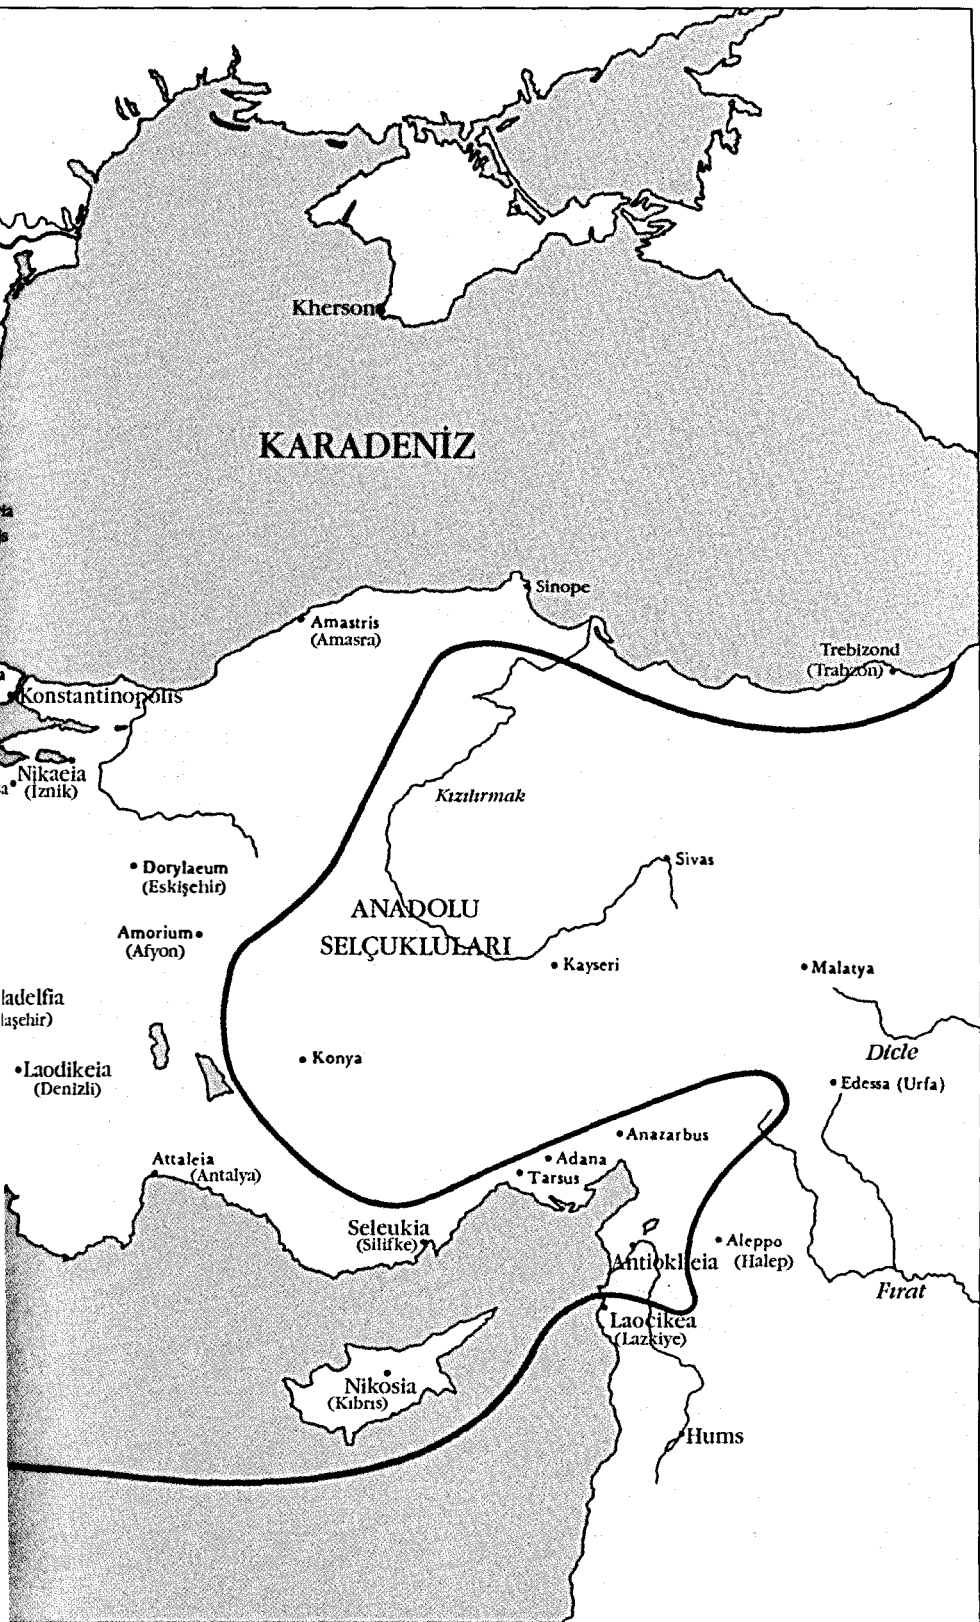 Kherson
KARADENİZ
Sinope
Amastris
(Amasra)
Trebizond
(Trabzon)
Konstantinopolis
Nikaeia
(İznik)
Kızılırmak
Dorylaeum
(Eskişehir)
Sivas
ANADOLU
SELÇUKLULARI
Amorium
(Afyon)
Kayseri
Malatya
ladelfia
laşehir)
Konya
Dicle
Laodikeia
(Denizli)
Edessa (Urfa)
Anazarbus
Attaleia
(Antalya)
Adana
Tarsus
Seleukia
(Silifke)
Aleppo
(Halep)
Antiokheia
Fırat
Laocikea
(Lazkiye)
Nikosia
(Kıbrıs)
Hums